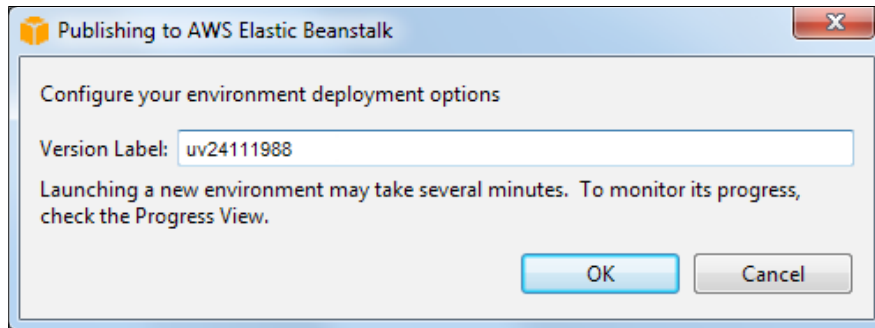 Publishing to AWS Elastic Beanstalk
Configure your environment deployment options
Version Label: uv24111988
Launching a new environment may take several minutes. To monitor its progress,
check the Progress View.
OK Cancel